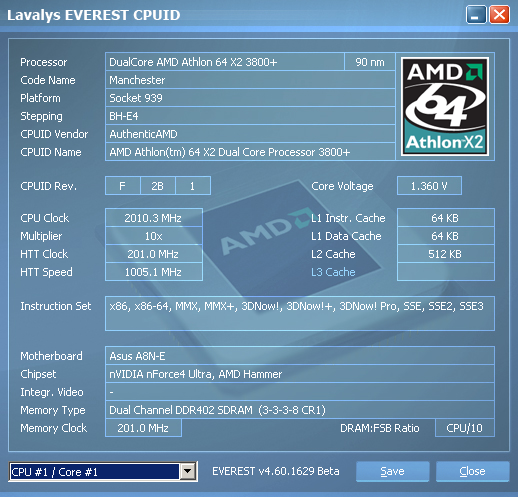 Lavalys EVEREST CPUID
Processor DualCore AMD Athlon 64 X2 3800+ 90 nm
Code Name Manchester
Platform Socket 939
Stepping BH-E4
CPUID Vendor AuthenticAMD
CPUID Name AMD Athlon(tm) 64 X2 Dual Core Processor 3800+
AMD
64
Athlon X2
CPUID Rev. F 2B 1 Core Voltage 1.360 V
CPU Clock 2010.3 MHz L1 Instr. Cache 64 KB
Multiplier 10x L1 Data Cache 64 KB
HTT Clock 201.0 MHz L2 Cache 512 KB
HTT Speed 1005.1 MHz L3 Cache
AMD
Instruction Set x86, x86-64, MMX, MMX+, 3DNow!, 3DNow!+, 3DNow! Pro, SSE, SSE2, SSE3
Motherboard Asus A8N-E
Chipset nVIDIA nForce4 Ultra, AMD Hammer
Integr. Video -
Memory Type Dual Channel DDR402 SDRAM (3-3-3-8 CR1)
Memory Clock 201.0 MHz DRAM:FSB Ratio CPU/10
CPU #1 / Core #1 EVEREST v4.60.1629 Beta Save Close